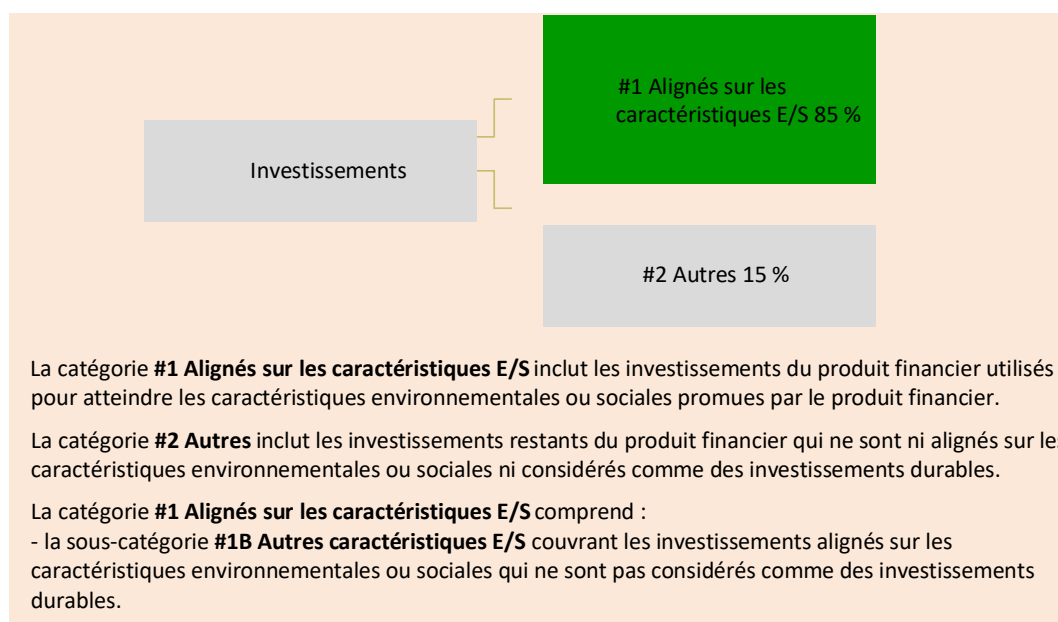 #1 Alignés sur les
caractéristiques E/S 85 %
Investissements
#2 Autres 15 %
La catégorie #1 Alignés sur les caractéristiques E/S inclut les investissements du produit financier utilisés
pour atteindre les caractéristiques environnementales ou sociales promues par le produit financier.
La catégorie #2 Autres inclut les investissements restants du produit financier qui ne sont ni alignés sur les
caractéristiques environnementales ou sociales ni considérés comme des investissements durables.
La catégorie #1 Alignés sur les caractéristiques E/S comprend :
- la sous-catégorie #1B Autres caractéristiques E/S couvrant les investissements alignés sur les
caractéristiques environnementales ou sociales qui ne sont pas considérés comme des investissements
durables.